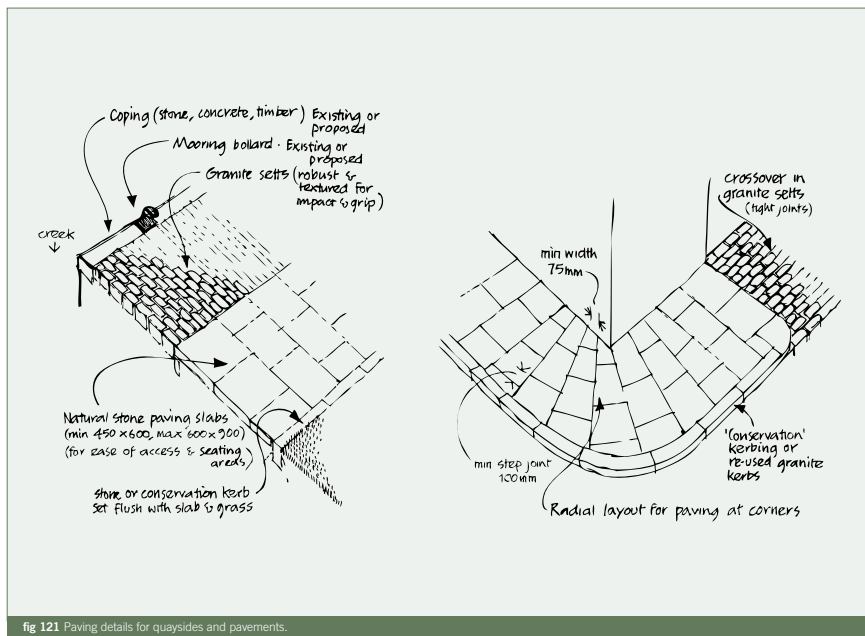 Coping (stone, concrete, timber) Existing or
proposed
Mooring bollard · Existing or
proposed
Granite setts (robust &
textured for
impact & grip)
creek
Natural stone paving slabs
(min 450 x 600, max 600 x 900)
(for ease of access & seating
areas)
stone or conservation kerb
set flush with slab & grass
crossover in
granite setts
(tight joints)
min width
75mm
min step joint
100mm
'Conservation'
kerbing or
re-used granite
kerbs
Radial layout for paving at corners
fig 121 Paving details for quaysides and pavements.